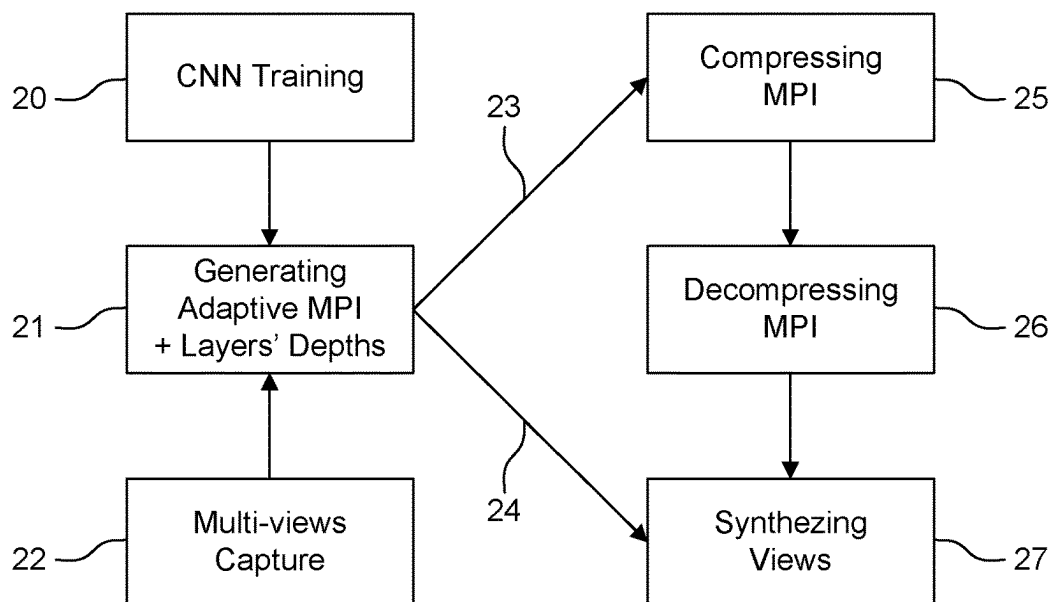 CNN Training
20
Generating
Adaptive MPI
+ Layers' Depths
21
Multi-views
Capture
22
23
24
Compressing
MPI
25
Decompressing
MPI
26
Synthezing
Views
27